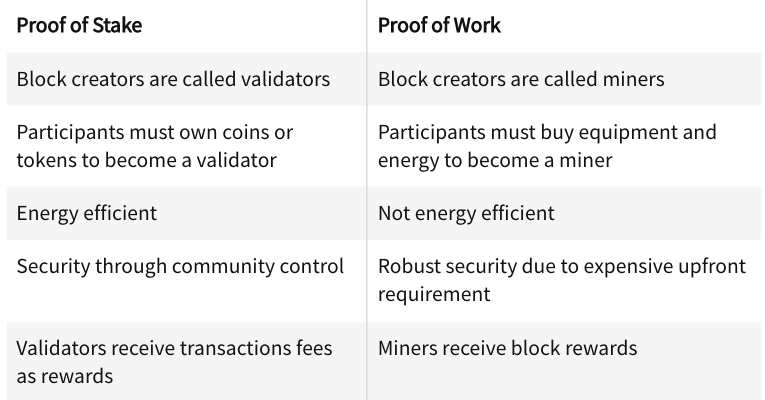 Proof of Stake
Proof of Work
Block creators are called validators
Block creators are called miners
Participants must own coins or
tokens to become a validator
Participants must buy equipment and
energy to become a miner
Energy efficient
Not energy efficient
Security through community control
Robust security due to expensive upfront
requirement
Validators receive transactions fees
as rewards
Miners receive block rewards